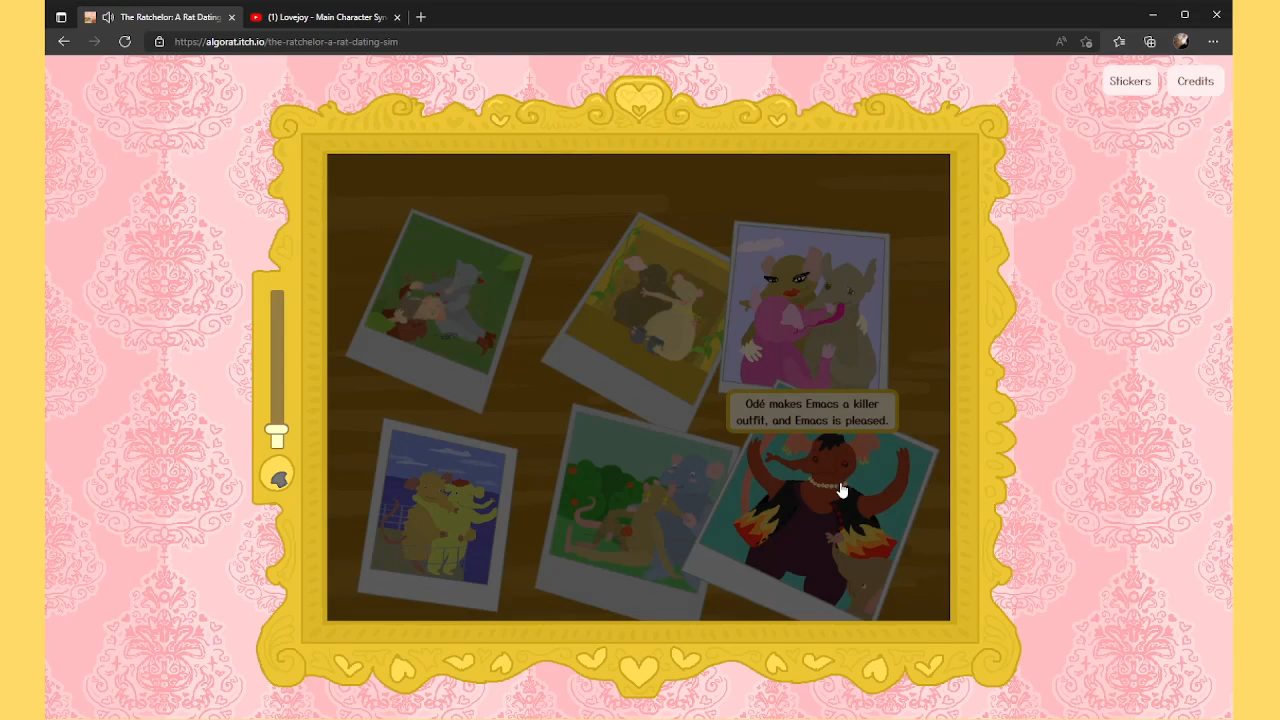 The Ratchelor: A Rat Dating
(1) Lovejoy - Main Character Syn
https://algorat.itch.io/the-ratchelor-a-rat-dating-sim
Stickers
Credits
Odé makes Emacs a killer
outfit, and Emacs is pleased.